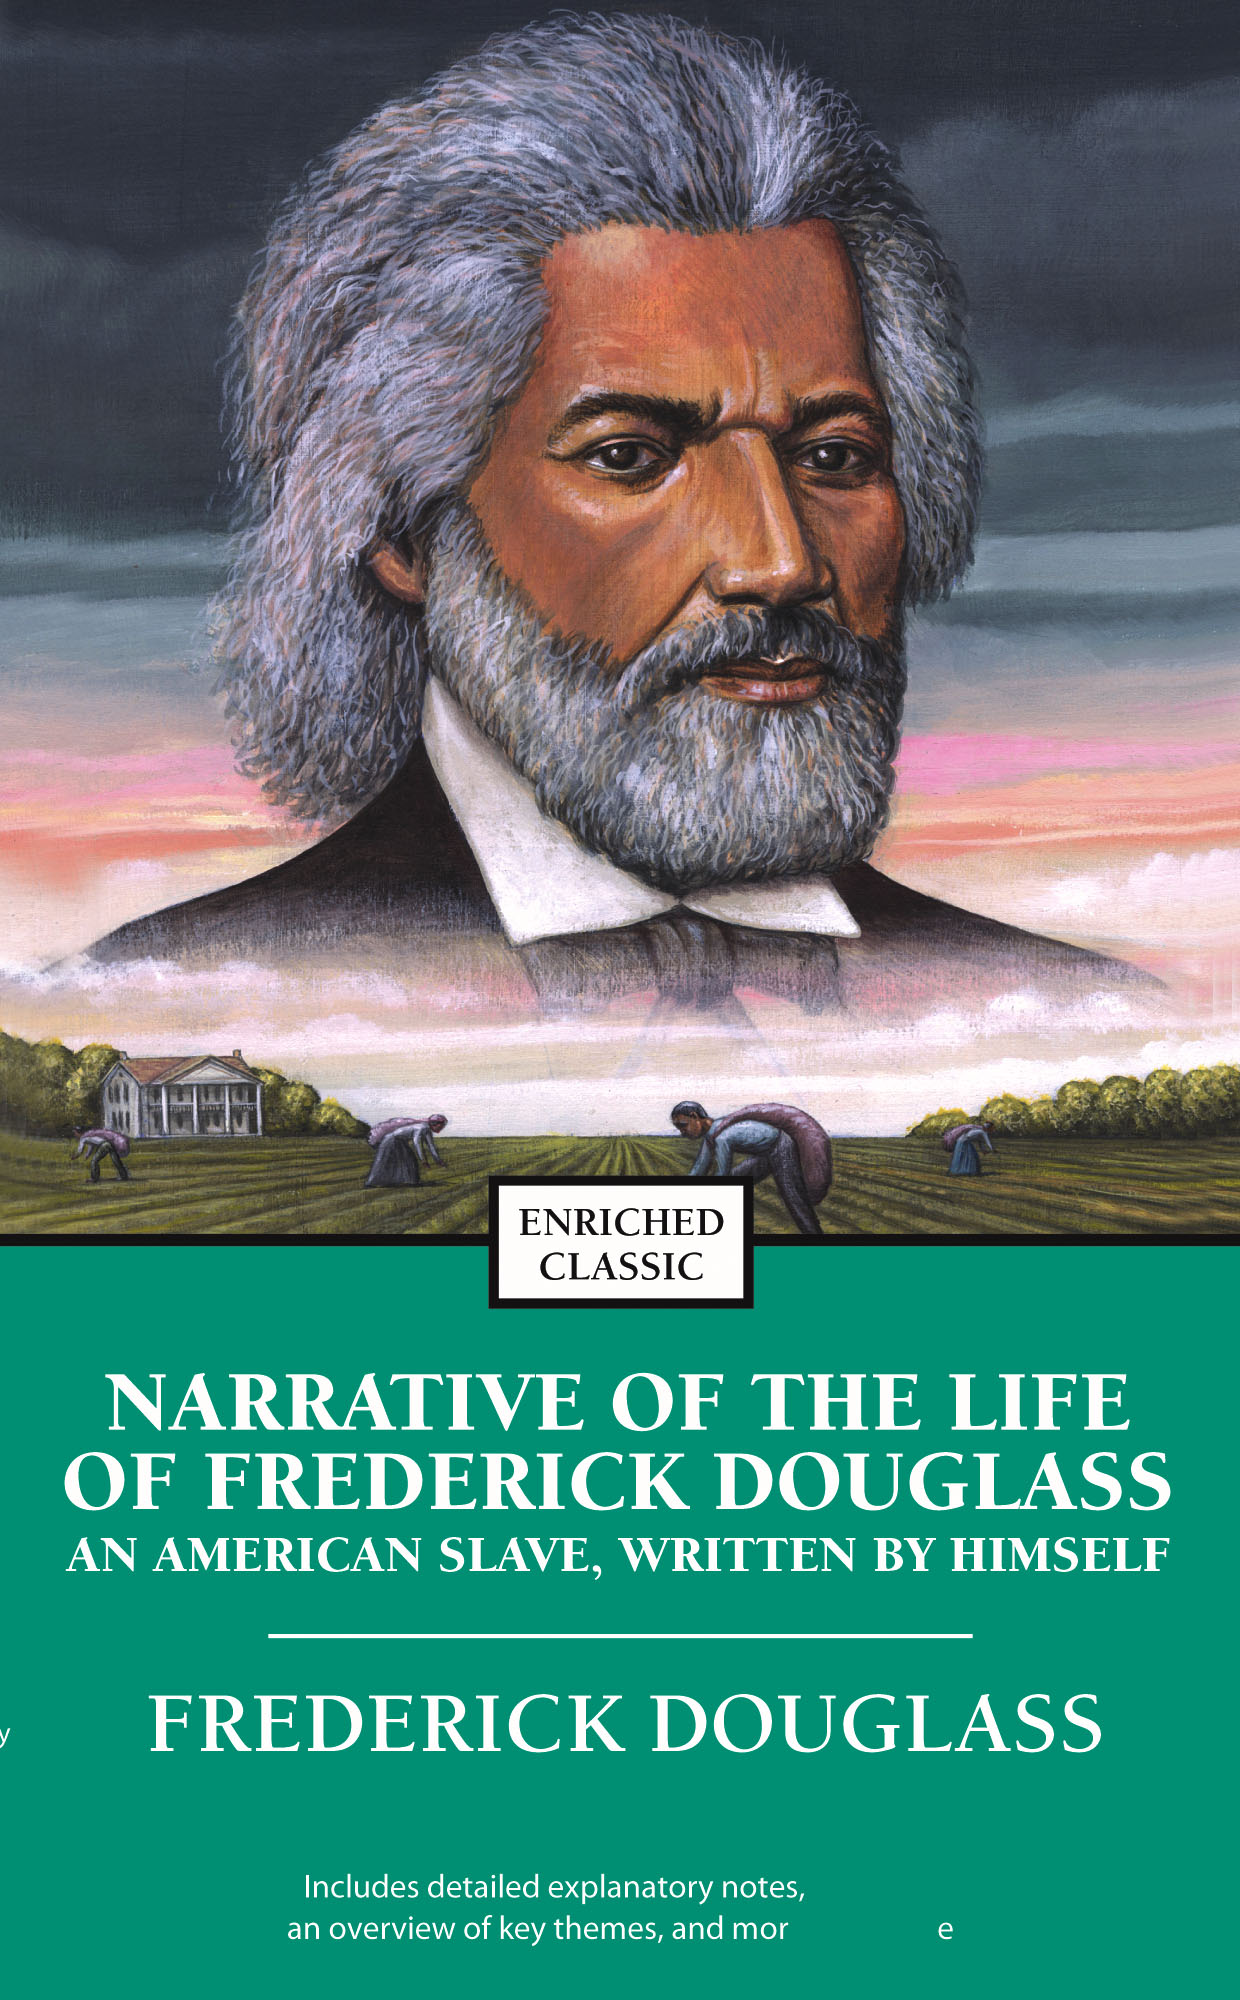 ENRICHED
CLASSIC
NARRATIVE OF THE LIFE
OF FREDERICK DOUGLASS
AN AMERICAN SLAVE, WRITTEN BY HIMSELF
y
FREDERICK DOUGLASS
Includes detailed explanatory notes,
an overview of key themes, and mor e